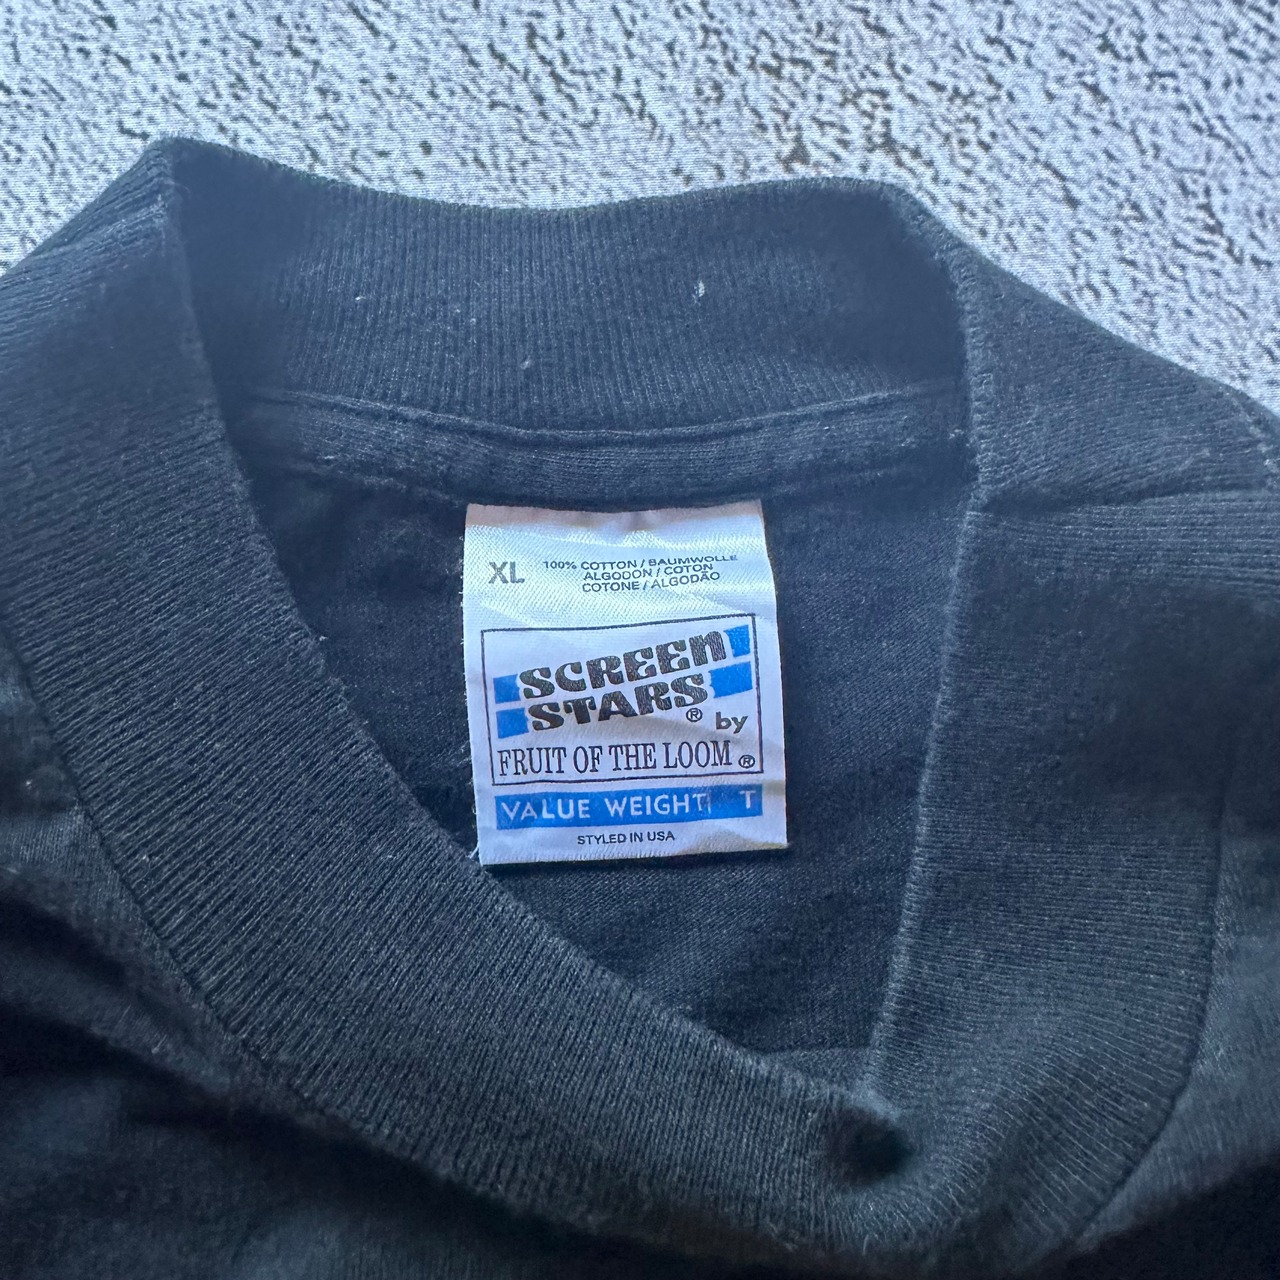 XL
100% COTTON / BAUMWOLLE
ALGODON / COTON
COTONE / ALGODÃO
SCREEN
STARS® by
FRUIT OF THE LOOM®
VALUE WEIGHT T
STYLED IN USA